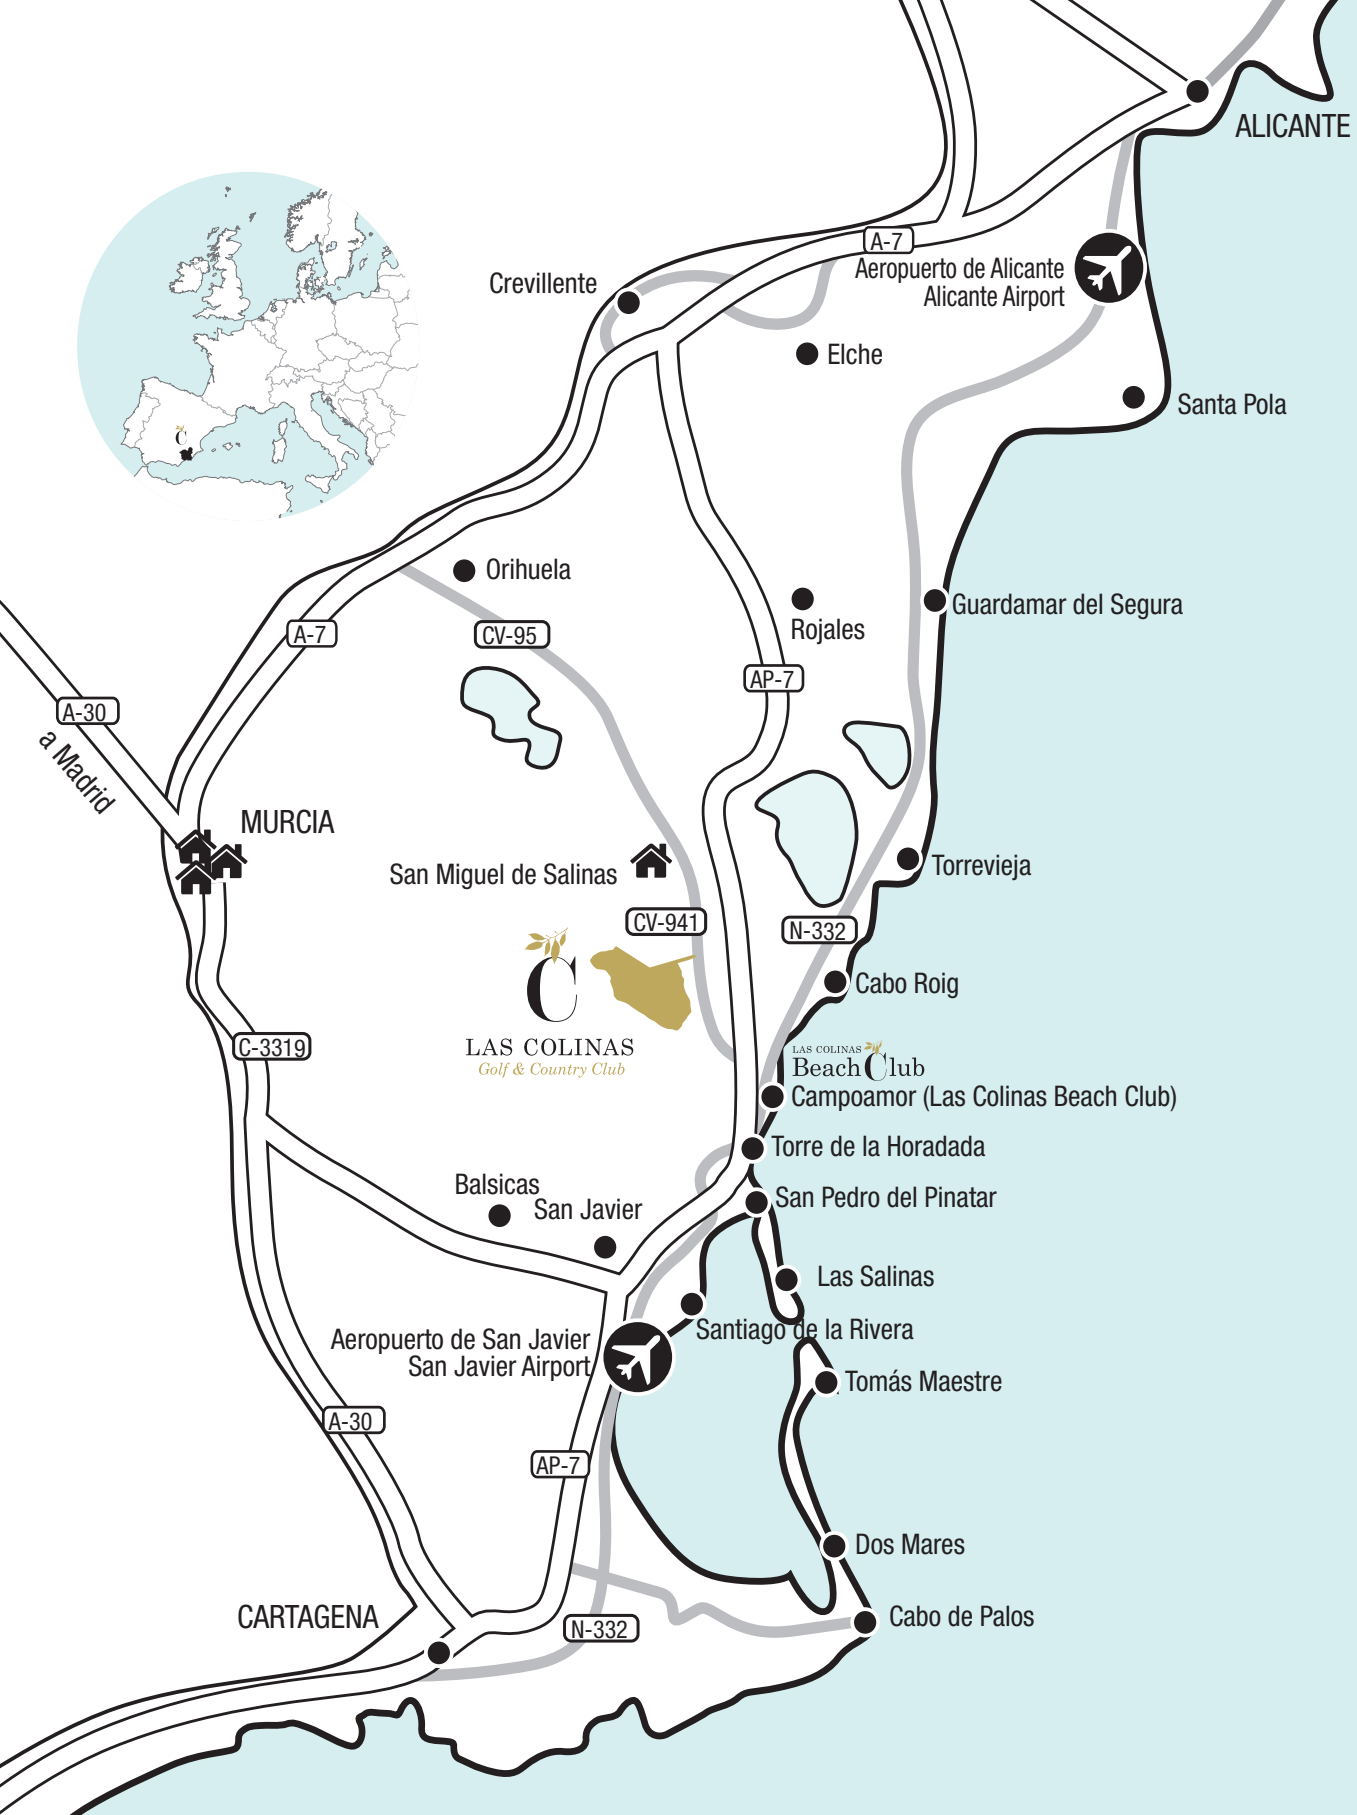 ALICANTE
A-7
Aeropuerto de Alicante
Alicante Airport
Crevillente
Elche
Santa Pola
C
Orihuela
Guardamar del Segura
Rojales
A-7
CV-95
AP-7
A-30
a Madrid
MURCIA
San Miguel de Salinas
Torrevieja
CV-941
N-332
Cabo Roig
C
LAS COLINAS
Golf & Country Club
C-3319
LAS COLINAS
Beach Club
Campoamor (Las Colinas Beach Club)
Torre de la Horadada
Balsicas
San Javier
San Pedro del Pinatar
Las Salinas
Santiago de la Rivera
Aeropuerto de San Javier
San Javier Airport
Tomás Maestre
A-30
AP-7
Dos Mares
CARTAGENA
N-332
Cabo de Palos